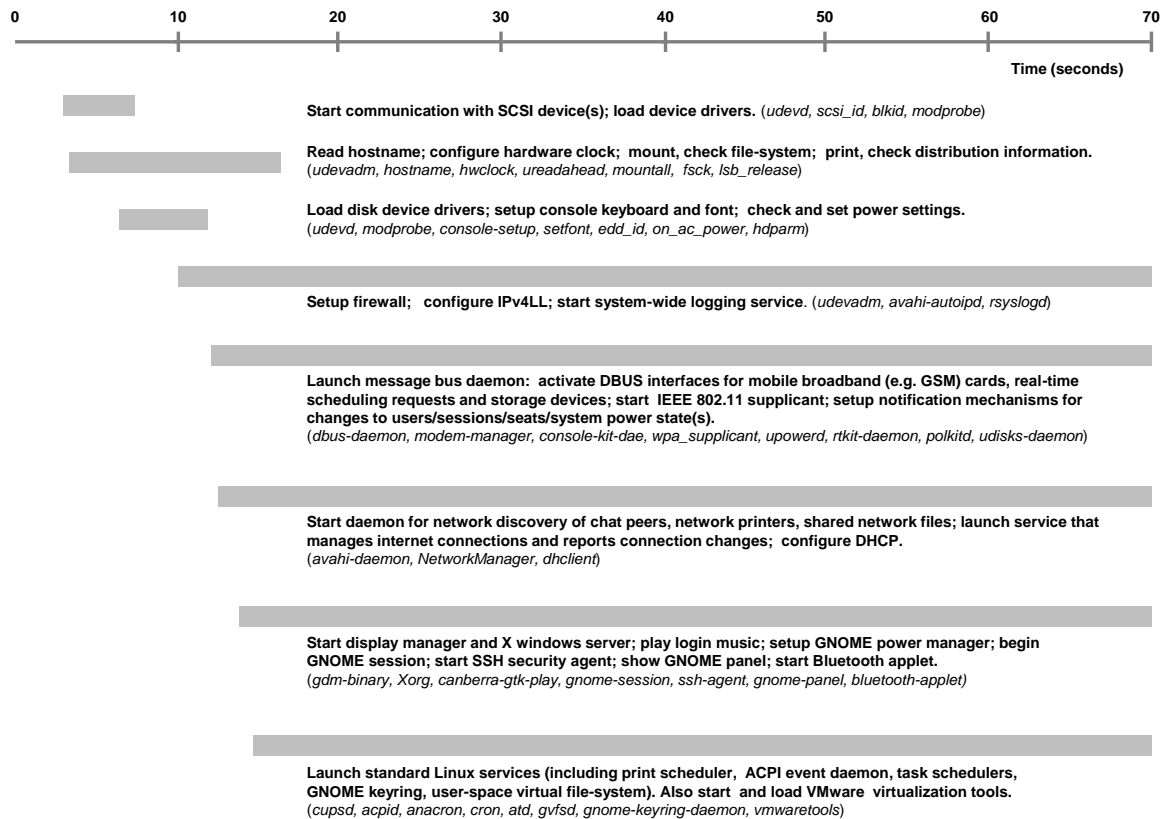 0 10 20 30 40 50 60 70
Time (seconds)
Start communication with SCSI device(s); load device drivers. (udevd, scsi_id, blkid, modprobe)
Read hostname; configure hardware clock; mount, check file-system; print, check distribution information.
(udevadm, hostname, hwclock, ureadahead, mountall, fsck, lsb_release)
Load disk device drivers; setup console keyboard and font; check and set power settings.
(udevd, modprobe, console-setup, setfont, edd_id, on_ac_power, hdparm)
Setup firewall; configure IPv4LL; start system-wide logging service. (udevadm, avahi-autoipd, rsyslogd)
Launch message bus daemon: activate DBUS interfaces for mobile broadband (e.g. GSM) cards, real-time
scheduling requests and storage devices; start IEEE 802.11 supplicant; setup notification mechanisms for
changes to users/sessions/seats/system power state(s).
(dbus-daemon, modem-manager, console-kit-dae, wpa_supplicant, upowerd, rtkit-daemon, polkitd, udisks-daemon)
Start daemon for network discovery of chat peers, network printers, shared network files; launch service that
manages internet connections and reports connection changes; configure DHCP.
(avahi-daemon, NetworkManager, dhclient)
Start display manager and X windows server; play login music; setup GNOME power manager; begin
GNOME session; start SSH security agent; show GNOME panel; start Bluetooth applet.
(gdm-binary, Xorg, canberra-gtk-play, gnome-session, ssh-agent, gnome-panel, bluetooth-applet)
Launch standard Linux services (including print scheduler, ACPI event daemon, task schedulers,
GNOME keyring, user-space virtual file-system). Also start and load VMware virtualization tools.
(cupsd, acpid, anacron, cron, atd, gvfsd, gnome-keyring-daemon, vmwaretools)